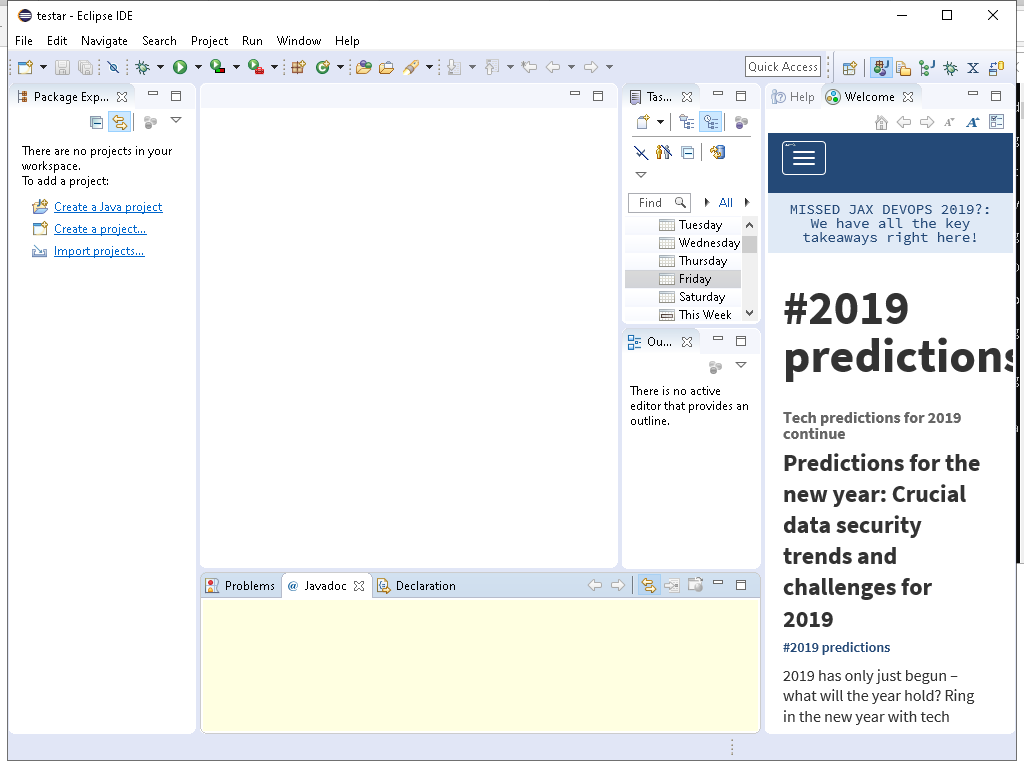 testar - Eclipse IDE
File Edit Navigate Search Project Run Window Help
Quick Access
Package Exp...
There are no projects in your
workspace.
To add a project:
Create a Java project
Create a project...
Import projects...
Tas...
Find
All
Tuesday
Wednesday
Thursday
Friday
Saturday
This Week
Ou...
There is no active
editor that provides an
outline.
Problems
@ Javadoc
Declaration
Help
Welcome
MISSED JAX DEVOPS 2019?:
We have all the key
takeaways right here!
#2019
predictions
Tech predictions for 2019
continue
Predictions for the
new year: Crucial
data security
trends and
challenges for
2019
#2019 predictions
2019 has only just begun –
what will the year hold? Ring
in the new year with tech